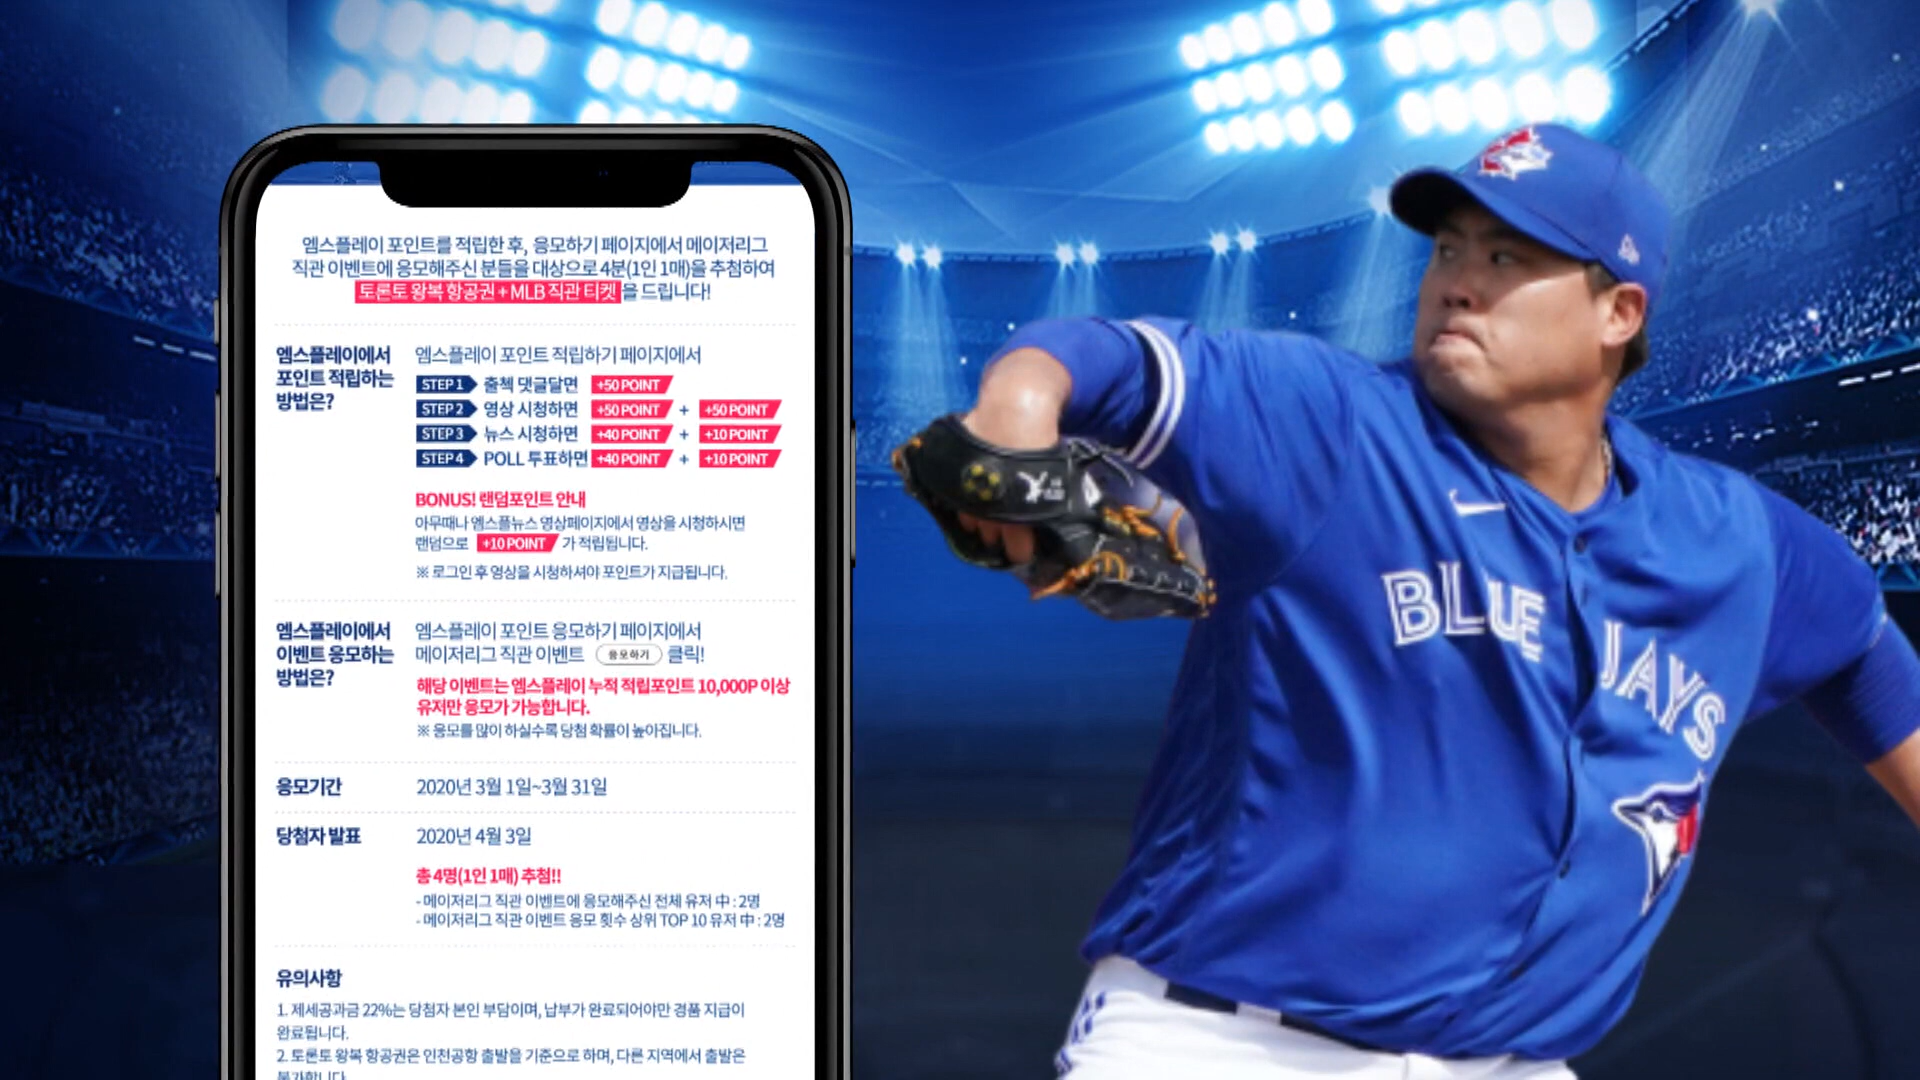 엠스플레이 포인트를 적립한 후, 응모하기 페이지에서 메이저리그
직관 이벤트에 응모해주신 분들을 대상으로 4분(1인 1매)을 추첨하여
토론토 왕복 항공권 + MLB 직관 티켓 을 드립니다!
엠스플레이에서
포인트 적립하는
방법은?
엠스플레이 포인트 적립하기 페이지에서
STEP 1 출첵 댓글달면 +50 POINT
STEP 2 영상 시청하면 +50 POINT + +50 POINT
STEP 3 뉴스 시청하면 +40 POINT + +10 POINT
STEP 4 POLL 투표하면 +40 POINT + +10 POINT
BONUS! 랜덤포인트 안내
아무때나 엠스플뉴스 영상페이지에서 영상을 시청하시면
랜덤으로 +10 POINT 가 적립됩니다.
※ 로그인 후 영상을 시청하셔야 포인트가 지급됩니다.
엠스플레이에서
이벤트 응모하는
방법은?
엠스플레이 포인트 응모하기 페이지에서
메이저리그 직관 이벤트 응모하기 클릭!
해당 이벤트는 엠스플레이 누적 적립포인트 10,000P 이상
유저만 응모가 가능합니다.
※ 응모를 많이 하실수록 당첨 확률이 높아집니다.
응모기간 2020년 3월 1일~3월 31일
당첨자 발표 2020년 4월 3일
총 4명(1인 1매) 추첨!!
- 메이저리그 직관 이벤트에 응모해주신 전체 유저 中 : 2명
- 메이저리그 직관 이벤트 응모 횟수 상위 TOP 10 유저 中 : 2명
유의사항
1. 제세공과금 22%는 당첨자 본인 부담이며, 납부가 완료되어야만 경품 지급이
완료됩니다.
2. 토론토 왕복 항공권은 인천공항 출발을 기준으로 하며, 다른 지역에서 출발은
불가합니다.
BLUE JAYS